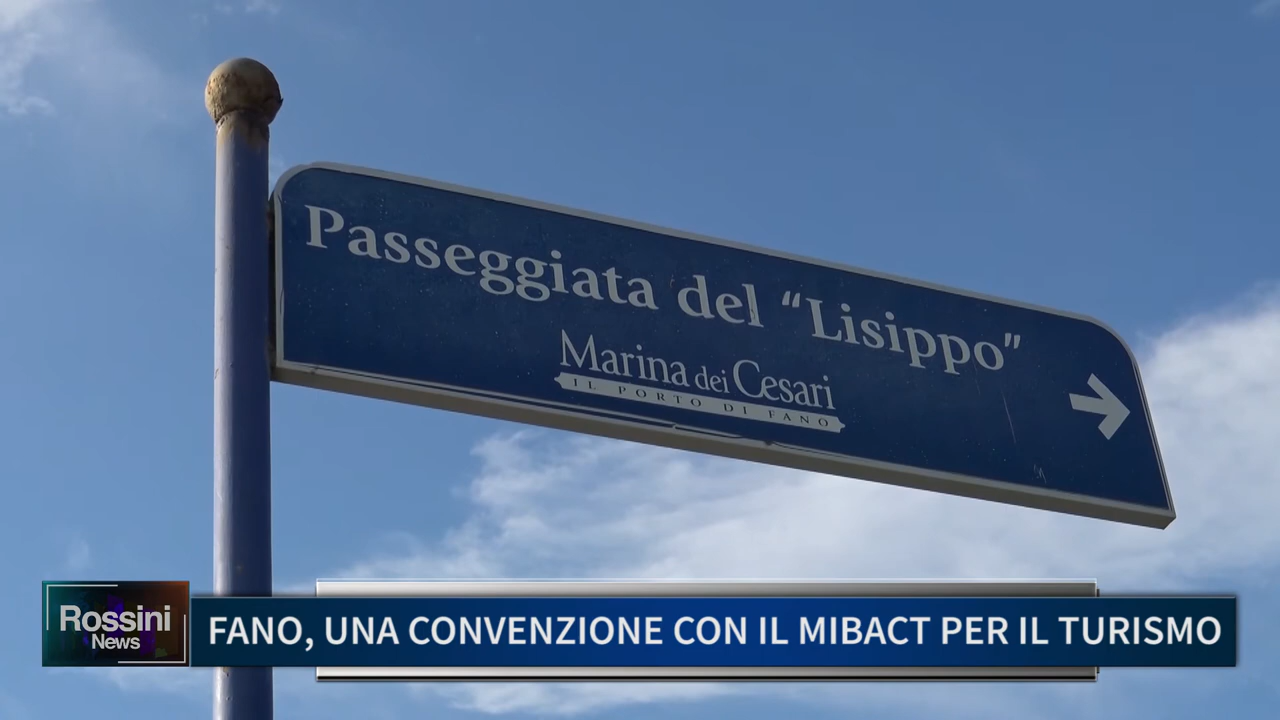 Passeggiata del “Lisippo”
Marina dei Cesari
IL PORTO DI FANO
Rossini
News
FANO, UNA CONVENZIONE CON IL MIBACT PER IL TURISMO